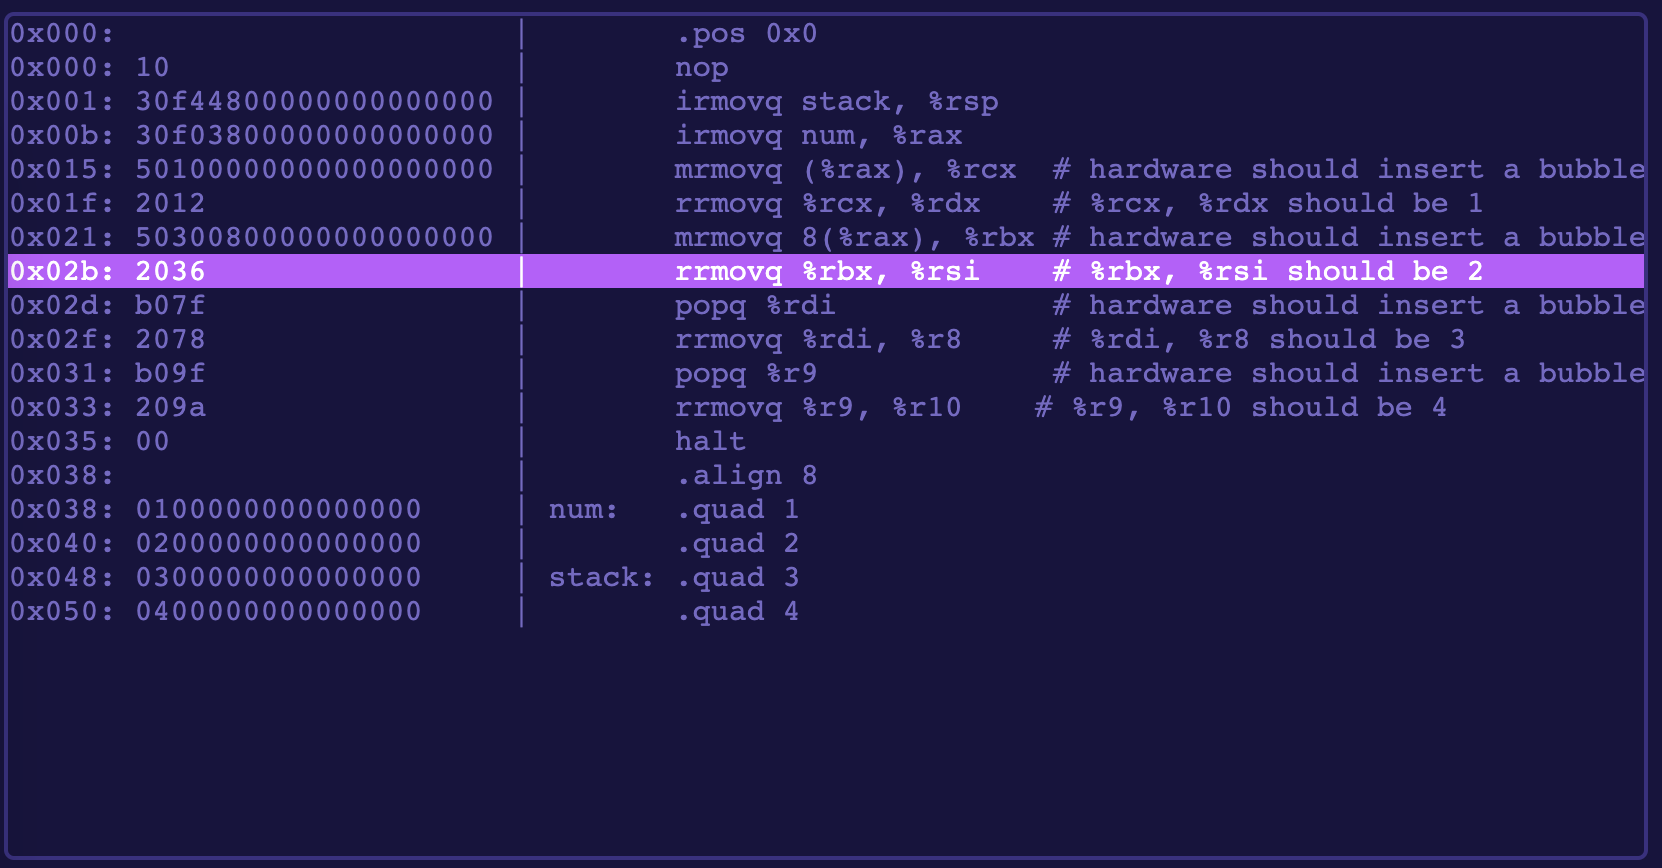 0x000:                      |        .pos 0x0
0x000: 10                   |        nop
0x001: 30f44800000000000000 |        irmovq stack, %rsp
0x00b: 30f03800000000000000 |        irmovq num, %rax
0x015: 50100000000000000000 |        mrmovq (%rax), %rcx  # hardware should insert a bubble
0x01f: 2012                 |        rrmovq %rcx, %rdx    # %rcx, %rdx should be 1
0x021: 50300800000000000000 |        mrmovq 8(%rax), %rbx # hardware should insert a bubble
0x02b: 2036                 |        rrmovq %rbx, %rsi    # %rbx, %rsi should be 2
0x02d: b07f                 |        popq %rdi            # hardware should insert a bubble
0x02f: 2078                 |        rrmovq %rdi, %r8     # %rdi, %r8 should be 3
0x031: b09f                 |        popq %r9             # hardware should insert a bubble
0x033: 209a                 |        rrmovq %r9, %r10    # %r9, %r10 should be 4
0x035: 00                   |        halt
0x038:                      |        .align 8
0x038: 0100000000000000     | num:   .quad 1
0x040: 0200000000000000     |        .quad 2
0x048: 0300000000000000     | stack: .quad 3
0x050: 0400000000000000     |        .quad 4